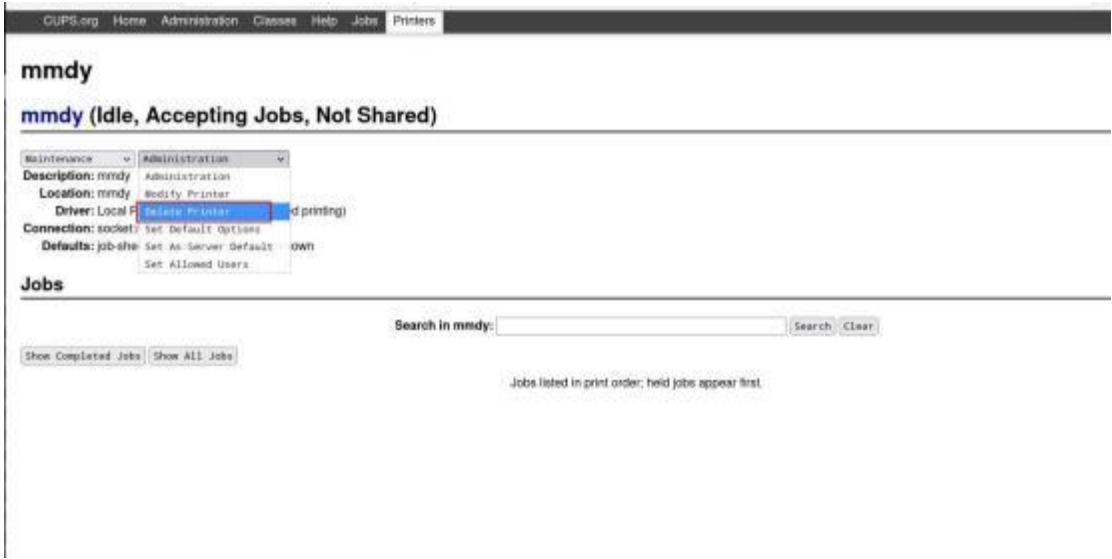 CUPS.org Home Administration Classes Help Jobs Printers
mmdy
mmdy (Idle, Accepting Jobs, Not Shared)
Maintenance Administration
Description: mmdy Administration
Location: mmdy Modify Printer
Driver: Local Delete Printer d printing)
Connection: socket: Set Default Options
Defaults: job-she Set As Server Default own
Set Allowed Users
Jobs
Search in mmdy: Search Clear
Show Completed Jobs Show All Jobs
Jobs listed in print order; held jobs appear first.